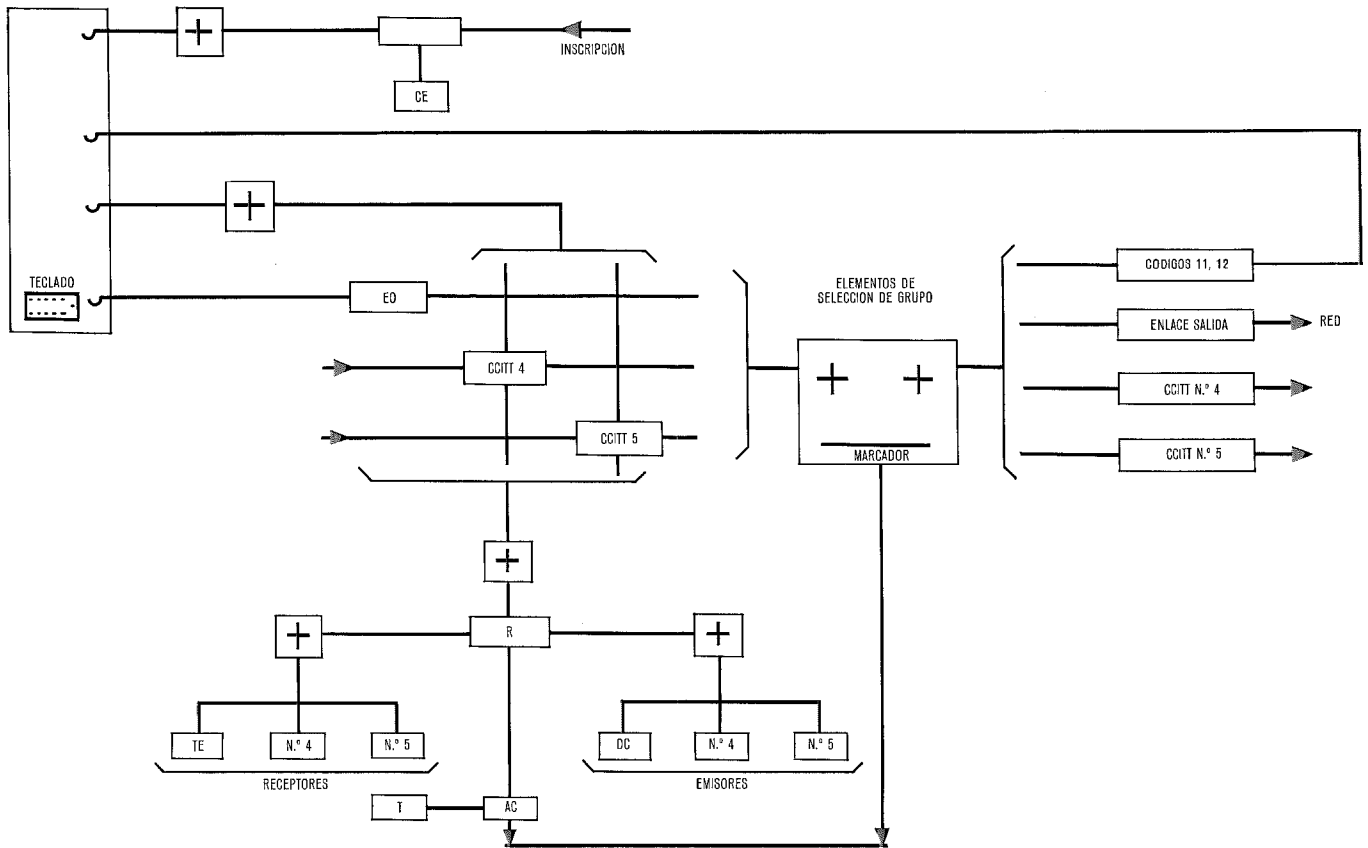 INSCRIPCION
CE
TECLADO
EO
CCITT 4
CCITT 5
ELEMENTOS DE
SELECCION DE GRUPO
MARCADOR
CODIGOS 11, 12
ENLACE SALIDA
RED
CCITT N.º 4
CCITT N.º 5
R
TE
N.º 4
N.º 5
RECEPTORES
DC
N.º 4
N.º 5
EMISORES
T
AC